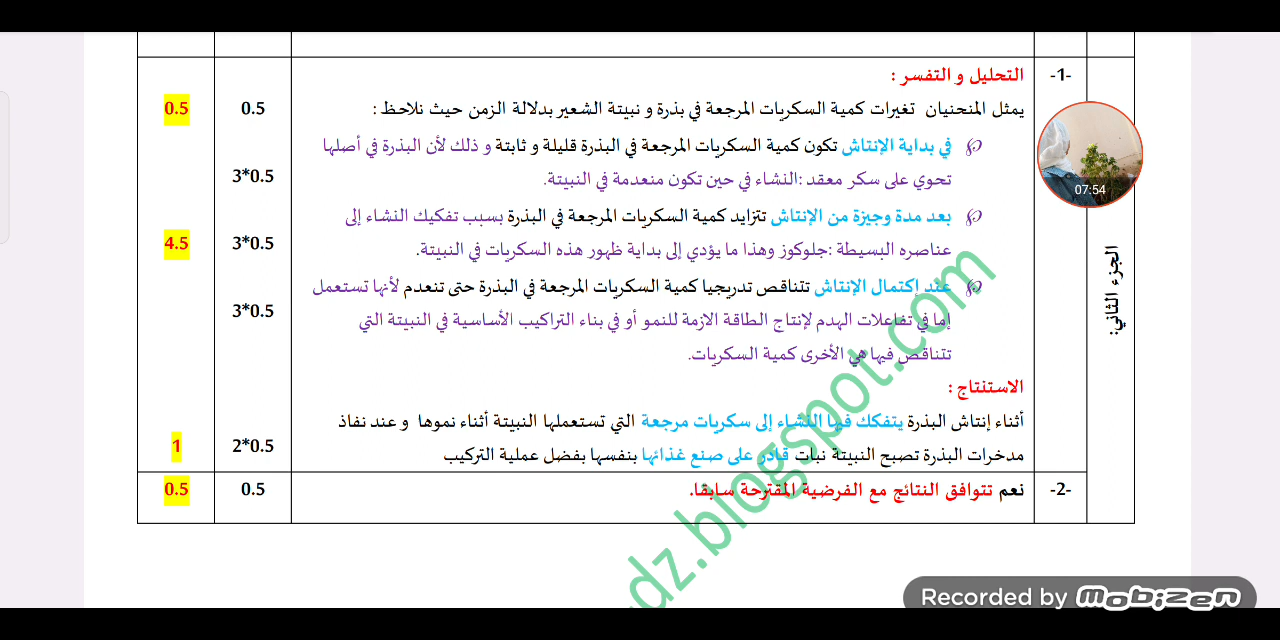 -1-
التحليل و التفسر :
يمثل المنحنيان تغيرات كمية السكريات المرجعة في بذرة و نبيتة الشعير بدلالة الزمن حيث نلاحظ :
0.5
0.5
في بداية الإنتاش تكون كمية السكريات المرجعة في البذرة قليلة و ثابتة و ذلك لأن البذرة في أصلها
تحوي على سكر معقد :النشاء في حين تكون منعدمة في النبيتة.
3*0.5
07:54
بعد مدة وجيزة من الإنتاش تتزايد كمية السكريات المرجعة في البذرة بسبب تفكيك النشاء إلى
عناصره البسيطة :جلوكوز وهذا ما يؤدي إلى بداية ظهور هذه السكريات في النبيتة.
3*0.5
4.5
الجزء الثاني:
عند إكتمال الإنتاش تتناقص تدريجيا كمية السكريات المرجعة في البذرة حتى تنعدم لأنها تستعمل
إما في تفاعلات الهدم لإنتاج الطاقة الازمة للنمو أو في بناء التراكيب الأساسية في النبيتة التي
تتناقص فيها هي الأخرى كمية السكريات.
3*0.5
الاستنتاج :
أثناء إنتاش البذرة يتفكك فيها النشاء إلى سكريات مرجعة التي تستعملها النبيتة أثناء نموها و عند نفاذ
مدخرات البذرة تصبح النبيتة نبات قادر على صنع غذائها بنفسها بفضل عملية التركيب
2*0.5
1
-2-
نعم تتوافق النتائج مع الفرضية المقترحة سابقا.
0.5
0.5
dz.blogspot.com
Recorded by Mobizen